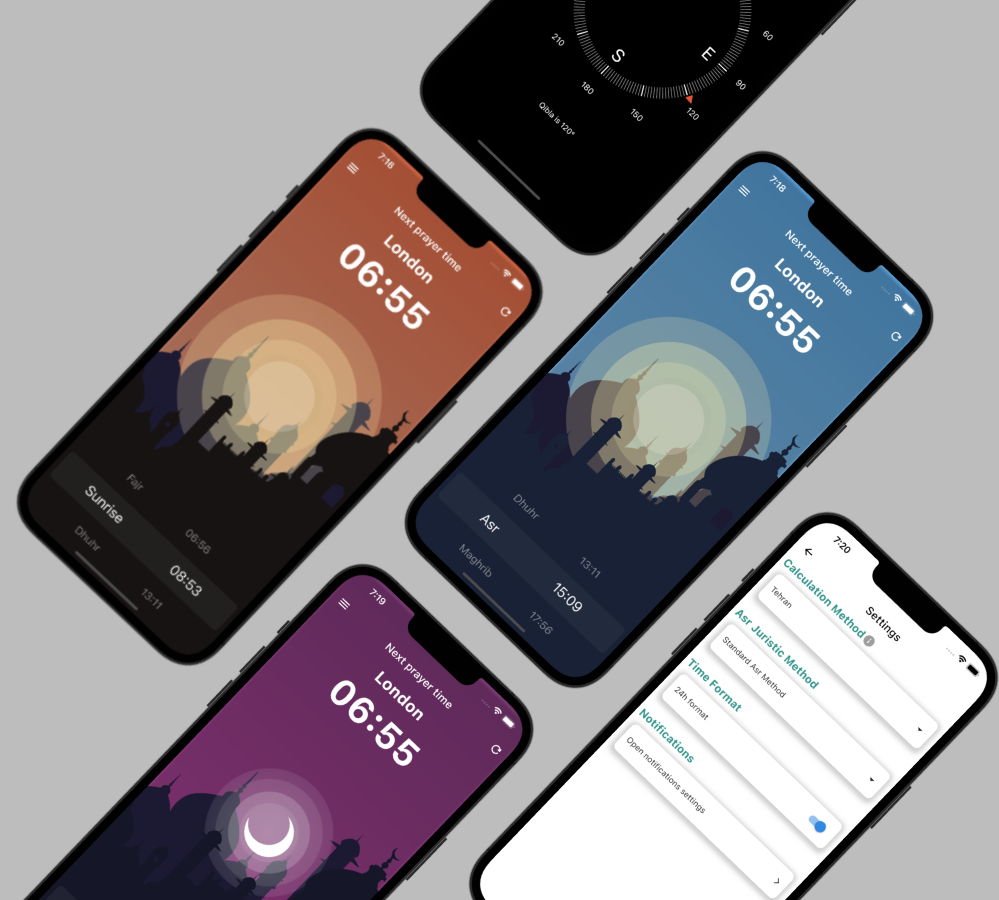 210
S
E
60
180
90
150
120
Qibla is 120°
7:16
Next prayer time
London
06:55
Fajr
06:56
Sunrise
08:53
Dhuhr
13:11
7:18
Next prayer time
London
06:55
Dhuhr
13:11
Asr
15:09
Maghrib
17:56
7:19
Next prayer time
London
06:55
7:20
Settings
Calculation Method
i
Tehran
Asr Juristic Method
Standard Asr Method
Time Format
24h format
Notifications
Open notifications settings